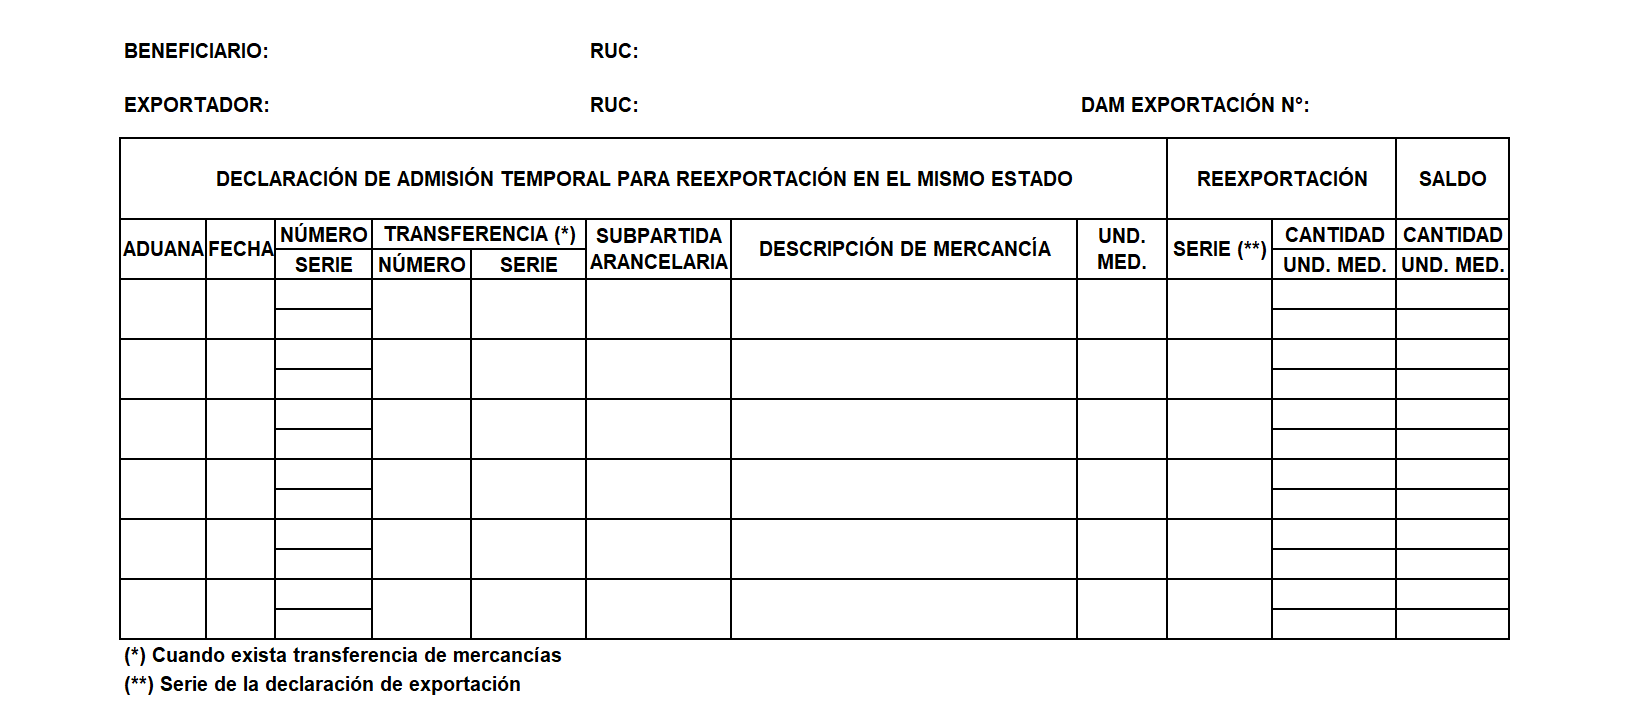 BENEFICIARIO: RUC:
EXPORTADOR: RUC: DAM EXPORTACIÓN N°:
DECLARACIÓN DE ADMISIÓN TEMPORAL PARA REEXPORTACIÓN EN EL MISMO ESTADO REEXPORTACIÓN SALDO
ADUANA FECHA NÚMERO SERIE TRANSFERENCIA (*) NÚMERO SERIE SUBPARTIDA ARANCELARIA DESCRIPCIÓN DE MERCANCÍA UND. MED. SERIE (**) CANTIDAD UND. MED. CANTIDAD UND. MED.
(*) Cuando exista transferencia de mercancías
(**) Serie de la declaración de exportación